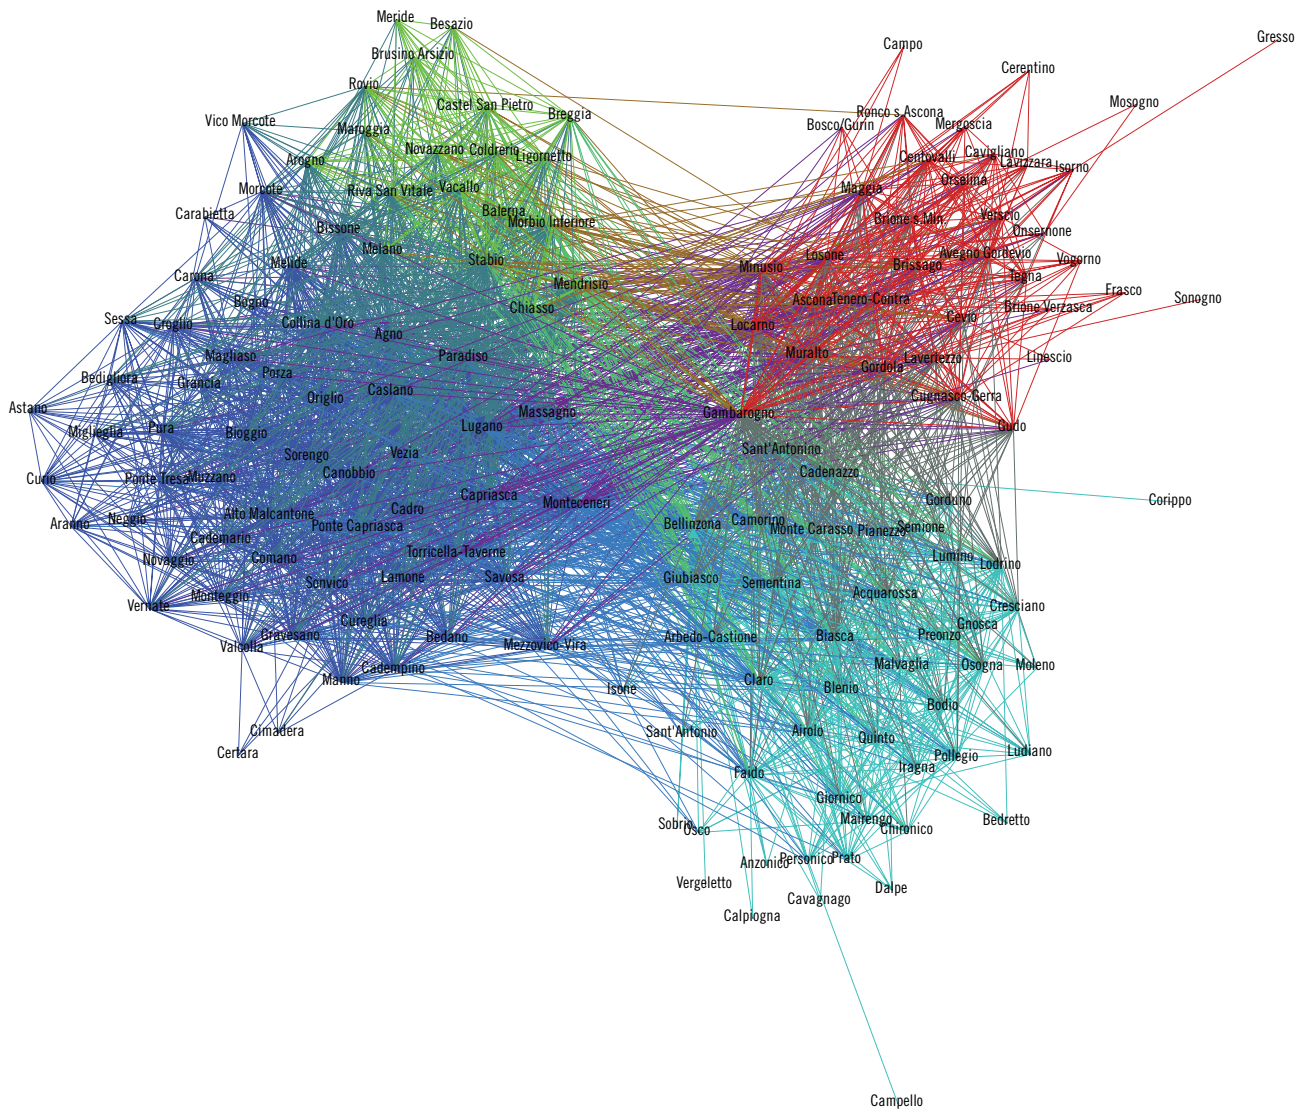 Meride
Besazio
Gresso
Campo
Brusino Arsizio
Cerentino
Rovio
Mosogno
Castel San Pietro
Breggia
Ronco s.Ascona
Vico Morcote
Maroggia
Bosco/Gurin
Mergoscia
Novazzano
Coldrerio
Ligornetto
Centovalli
Cavigliano
Arogno
Lavizzara
Isorno
Morcote
Riva San Vitale
Vacallo
Maggia
Orselina
Carabietta
Balerna
Morbio Inferiore
Brione s.Min.
Verscio
Bissone
Onsernone
Melano
Losone
Avegno Gordevio
Melide
Stabio
Minusio
Brissago
Vogorno
Carona
Mendrisio
Tegna
Bogno
Chiasso
Ascona
Tenero-Contra
Brione Verzasca
Frasco
Sonogno
Sessa
Croglio
Collina d'Oro
Agno
Locarno
Cevio
Magliaso
Paradiso
Muralto
Lavertezzo
Linescio
Bedigliora
Grancia
Porza
Gordola
Astano
Origlio
Caslano
Massagno
Gambarogno
Cugnasco-Gerra
Miglieglia
Pura
Bioggio
Lugano
Gudo
Curio
Ponte Tresa
Muzzano
Sorengo
Vezia
Canobbio
Sant'Antonino
Cadenazzo
Aranno
Neggio
Alto Malcantone
Ponte Capriasca
Cadro
Capriasca
Monteceneri
Gorduno
Corippo
Bellinzona
Camorino
Monte Carasso
Pianezzo
Semione
Cademario
Novaggio
Comano
Torricella-Taverne
Lumino
Lodrino
Vernate
Monteggio
Sonvico
Lamone
Savosa
Giubiasco
Sementina
Acquarossa
Cresciano
Cureglia
Gnosca
Valcolla
Gravesano
Bedano
Mezzovico-Vira
Arbedo-Castione
Biasca
Preonzo
Manno
Cadempino
Isone
Claro
Blenio
Malvaglia
Osogna
Moleno
Bodio
Certara
Cimadera
Sant'Antonio
Airolo
Quinto
Pollegio
Ludiano
Faido
Iragna
Giornico
Sobrio
Osco
Mairengo
Chironico
Bedretto
Anzonico
Personico
Prato
Vergeletto
Cavagnago
Dalpe
Calpiogna
Campello